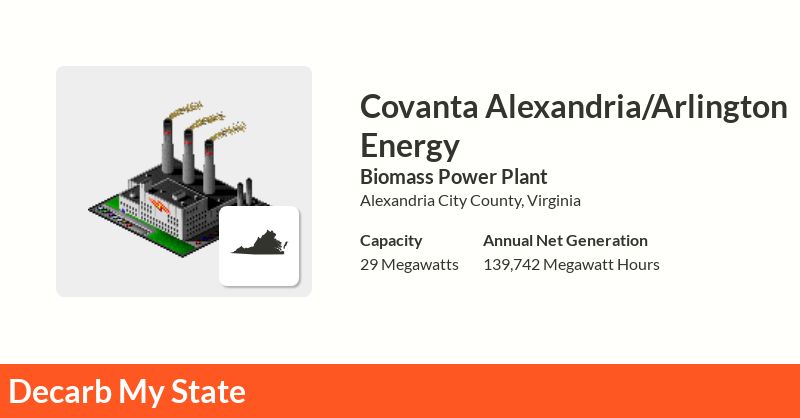 Covanta Alexandria/Arlington
Energy
Biomass Power Plant
Alexandria City County, Virginia
Capacity
29 Megawatts
Annual Net Generation
139,742 Megawatt Hours
Decarb My State